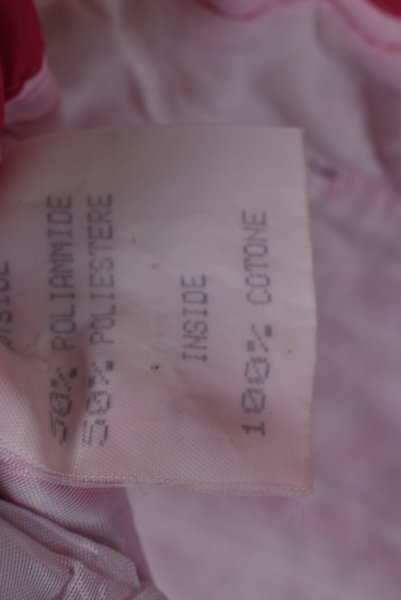 50% POLIAMMIDE
50% POLIESTERE
INSIDE
100% COTONE